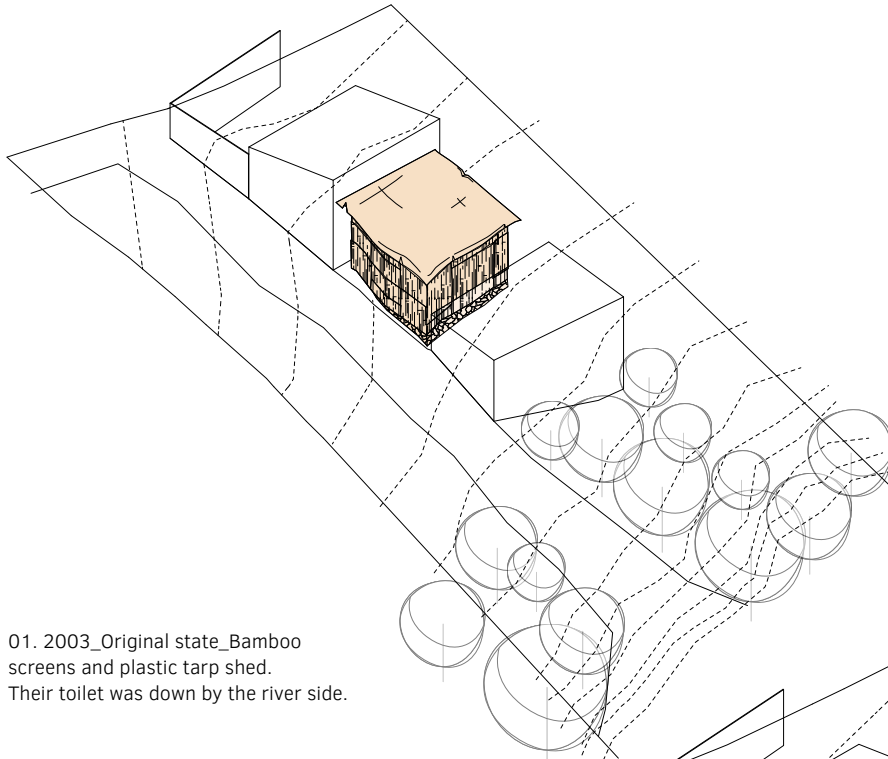 01. 2003_Original state_Bamboo
screens and plastic tarp shed.
Their toilet was down by the river side.